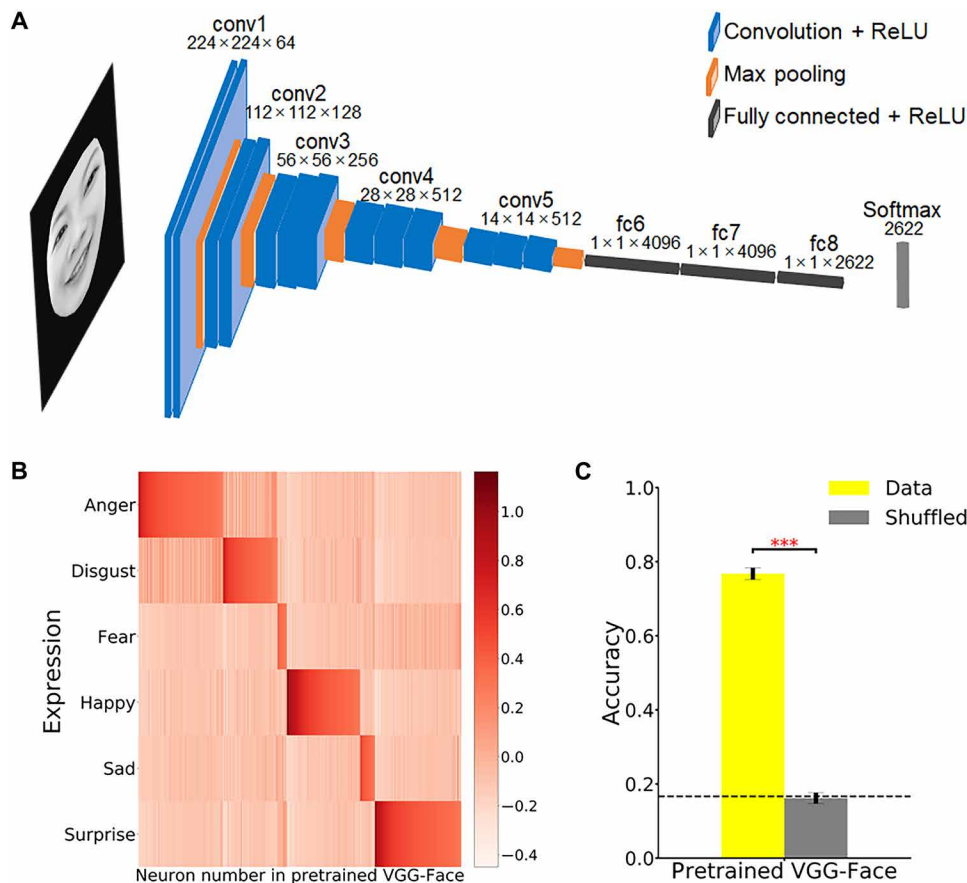 A
conv1
224×224×64
conv2
112×112×128
conv3
56×56×256
conv4
28×28×512
conv5
14×14×512
fc6
1×1×4096
fc7
1×1×4096
fc8
1×1×2622
Softmax
2622
Convolution + ReLU
Max pooling
Fully connected + ReLU
B
Expression
Anger
Disgust
Fear
Happy
Sad
Surprise
Neuron number in pretrained VGG-Face
1.0
0.8
0.6
0.4
0.2
0.0
−0.2
−0.4
C
Data
Shuffled
***
Accuracy
1.0
0.8
0.6
0.4
0.2
0.0
Pretrained VGG-Face